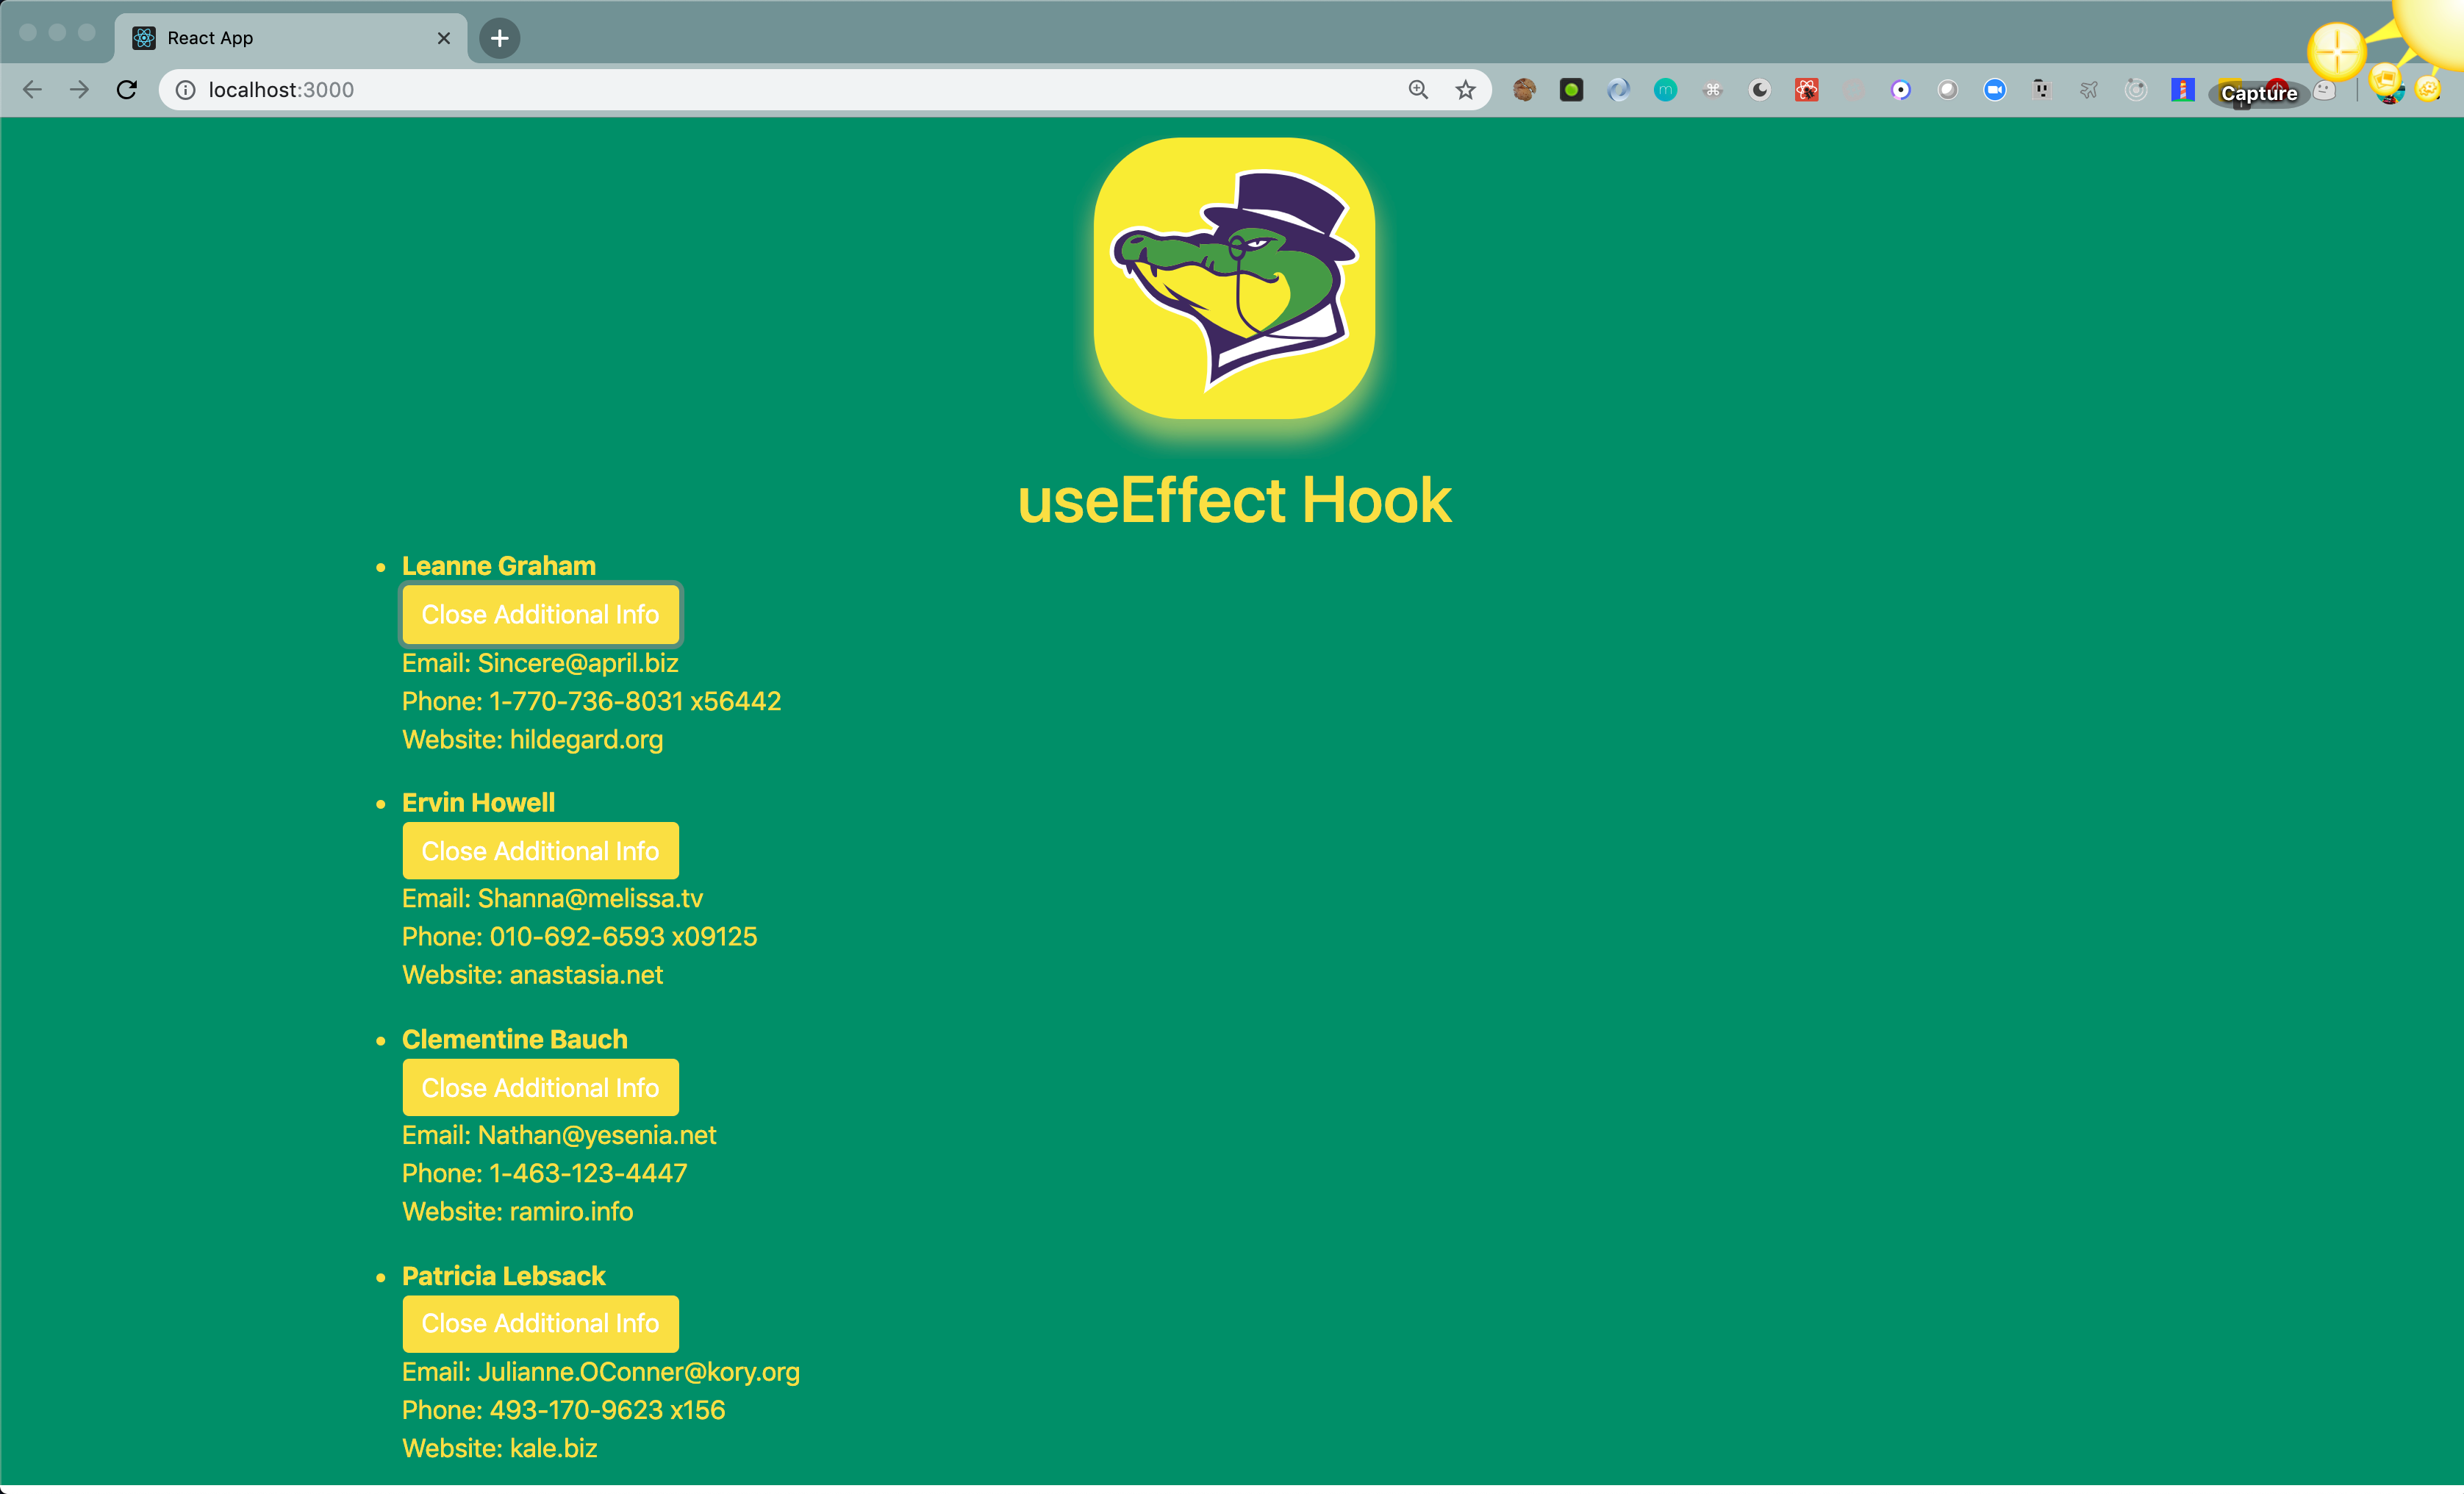 React App
localhost:3000
Capture
useEffect Hook
Leanne Graham
Close Additional Info
Email: Sincere@april.biz
Phone: 1-770-736-8031 x56442
Website: hildegard.org
Ervin Howell
Close Additional Info
Email: Shanna@melissa.tv
Phone: 010-692-6593 x09125
Website: anastasia.net
Clementine Bauch
Close Additional Info
Email: Nathan@yesenia.net
Phone: 1-463-123-4447
Website: ramiro.info
Patricia Lebsack
Close Additional Info
Email: Julianne.OConner@kory.org
Phone: 493-170-9623 x156
Website: kale.biz